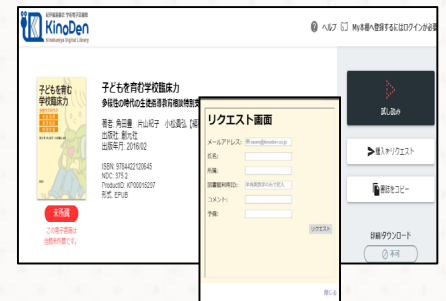 紀伊國屋書店 学術電子図書館
KinoDen
Kinokuniya Digital Library
ヘルプ
My本棚へ登録するにはログインが必要
子どもを育む
学校臨床力
子どもを育む学校臨床力
多様性の時代の生徒指導教育相談特別支
著者 角田豊 片山紀子 小松貴弘【編
出版社 創元社
出版年月 2016/02
ISBN 9784422120645
NDC 375.2
ProductID KP00015297
形式 EPUB
未所蔵
この電子書籍は
会館未所蔵です。
試し読み
購入をリクエスト
書誌をコピー
印刷/ダウンロード
不可
リクエスト画面
メールアドレス:
氏名:
所属:
図書館利用ID:
コメント:
予備:
リクエスト
閉じる